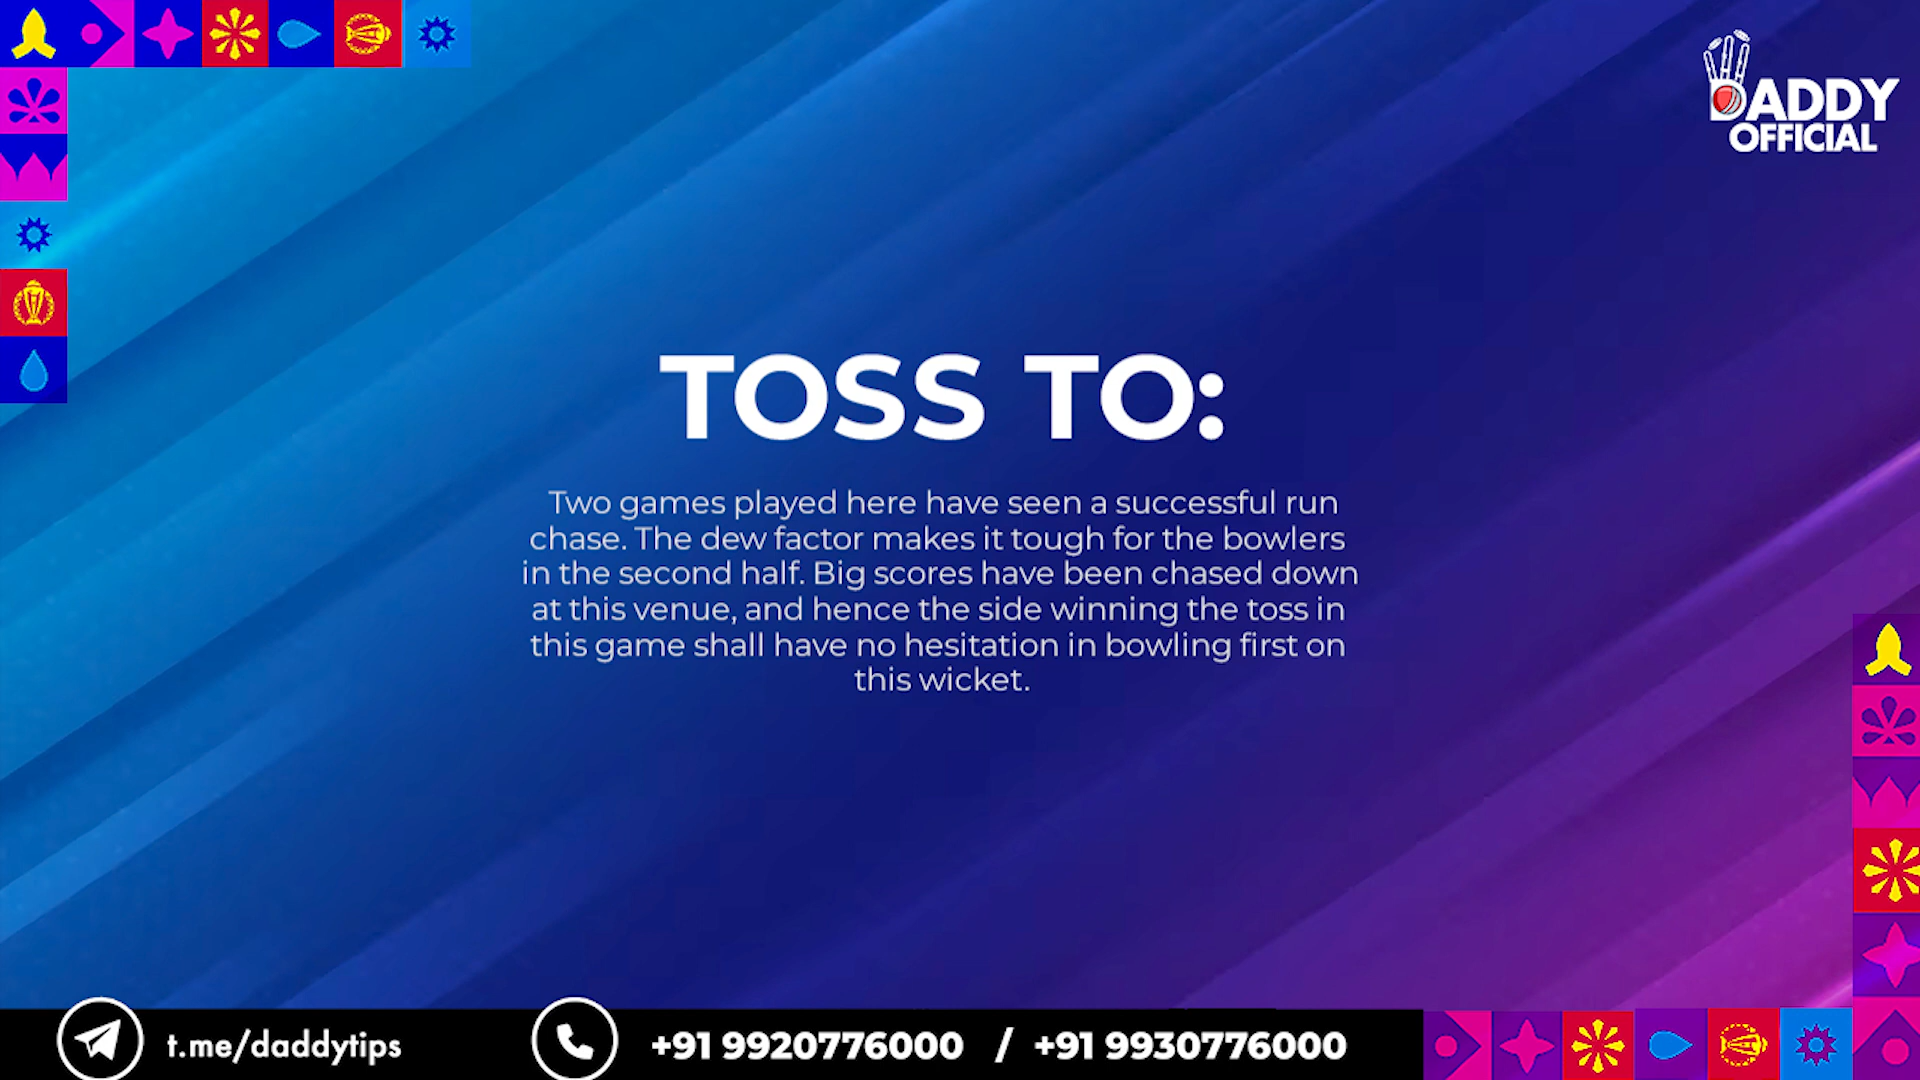 DADDY
OFFICIAL
TOSS TO:
Two games played here have seen a successful run
chase. The dew factor makes it tough for the bowlers
in the second half. Big scores have been chased down
at this venue, and hence the side winning the toss in
this game shall have no hesitation in bowling first on
this wicket.
t.me/daddytips
+91 9920776000 / +91 9930776000